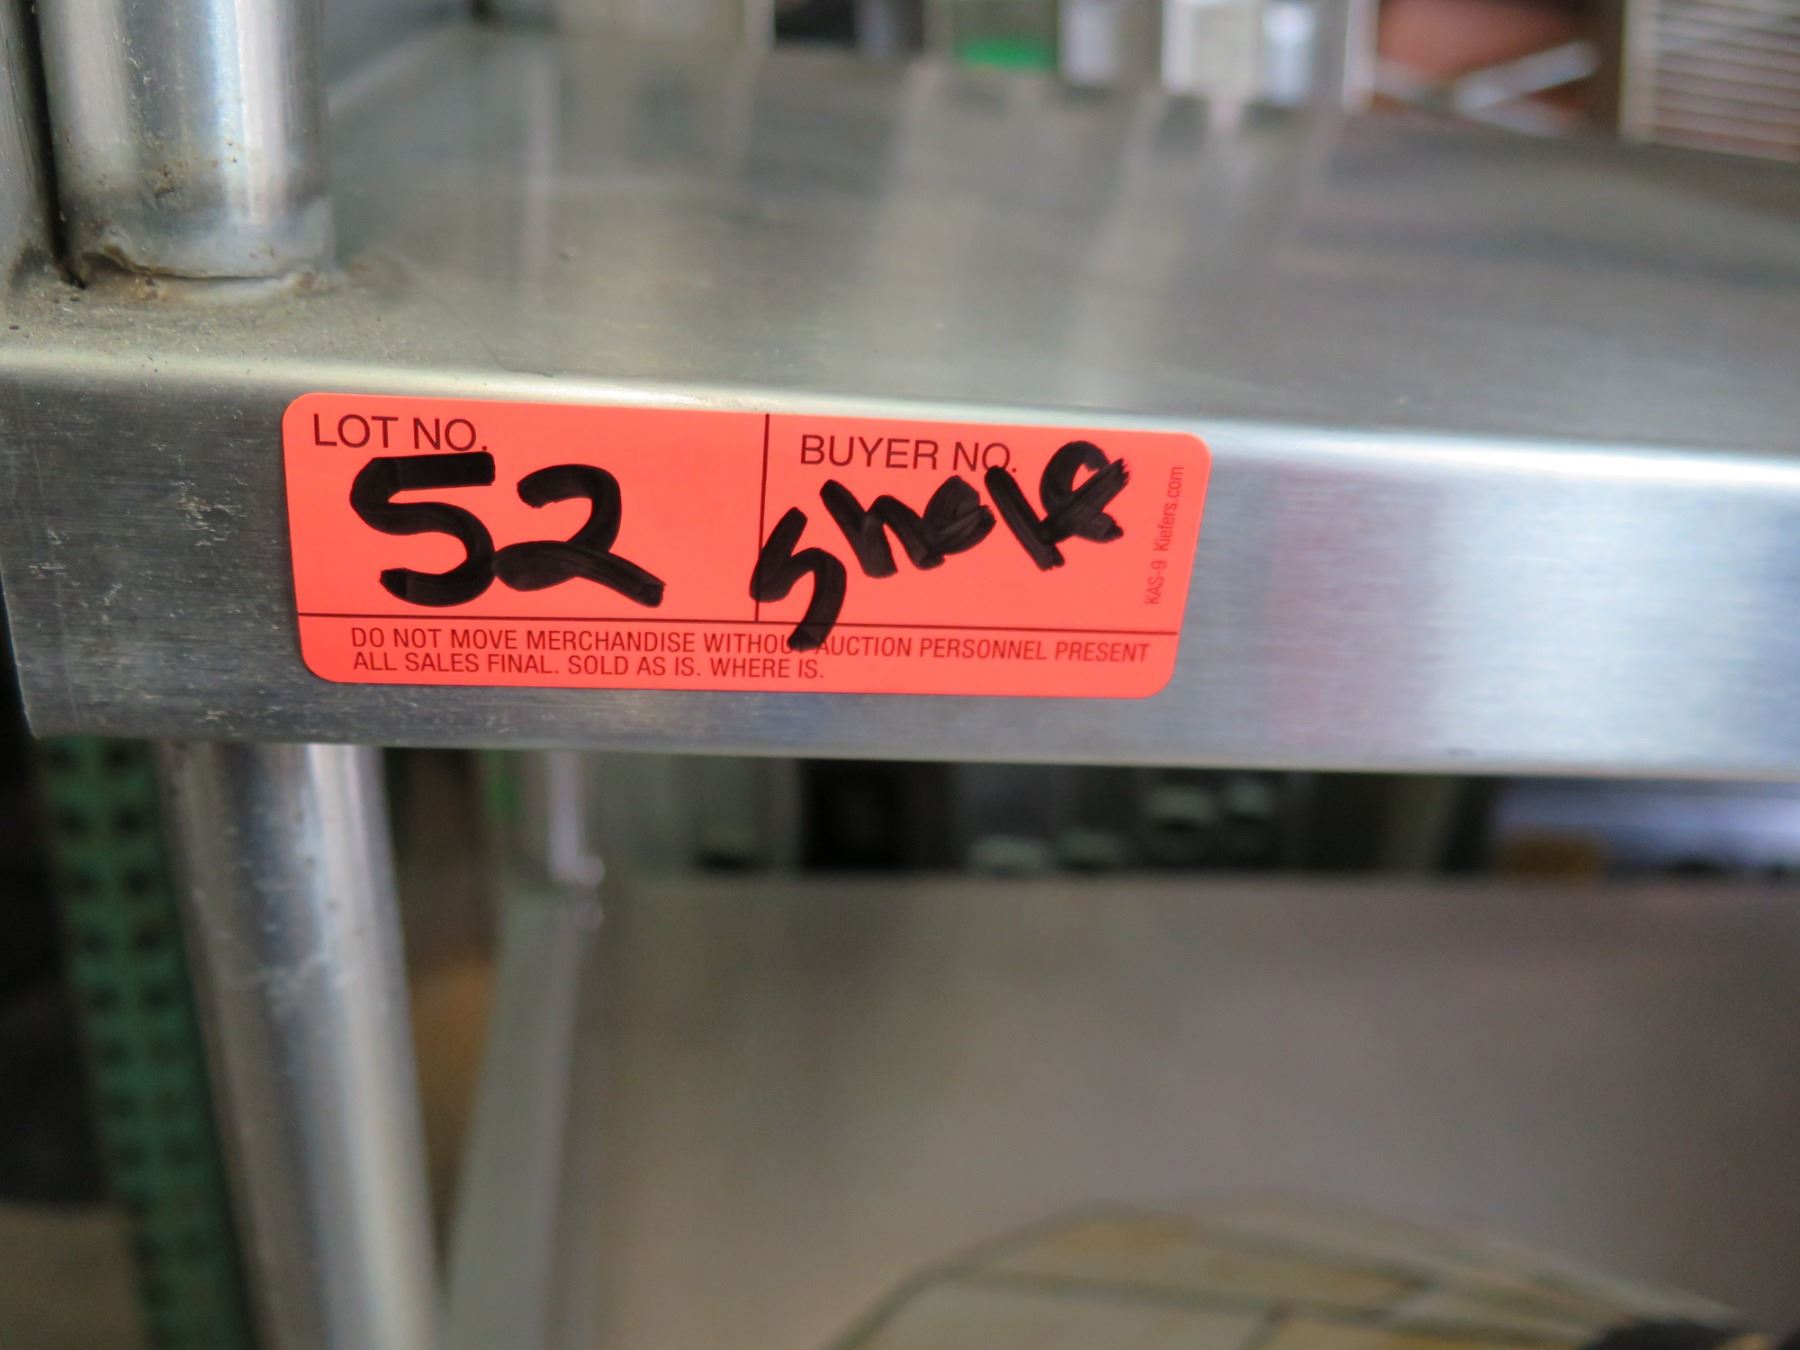 LOT NO. BUYER NO.
52 Shelf
KAS-9 Kiefers.com
DO NOT MOVE MERCHANDISE WITHOUT AUCTION PERSONNEL PRESENT
ALL SALES FINAL. SOLD AS IS. WHERE IS.